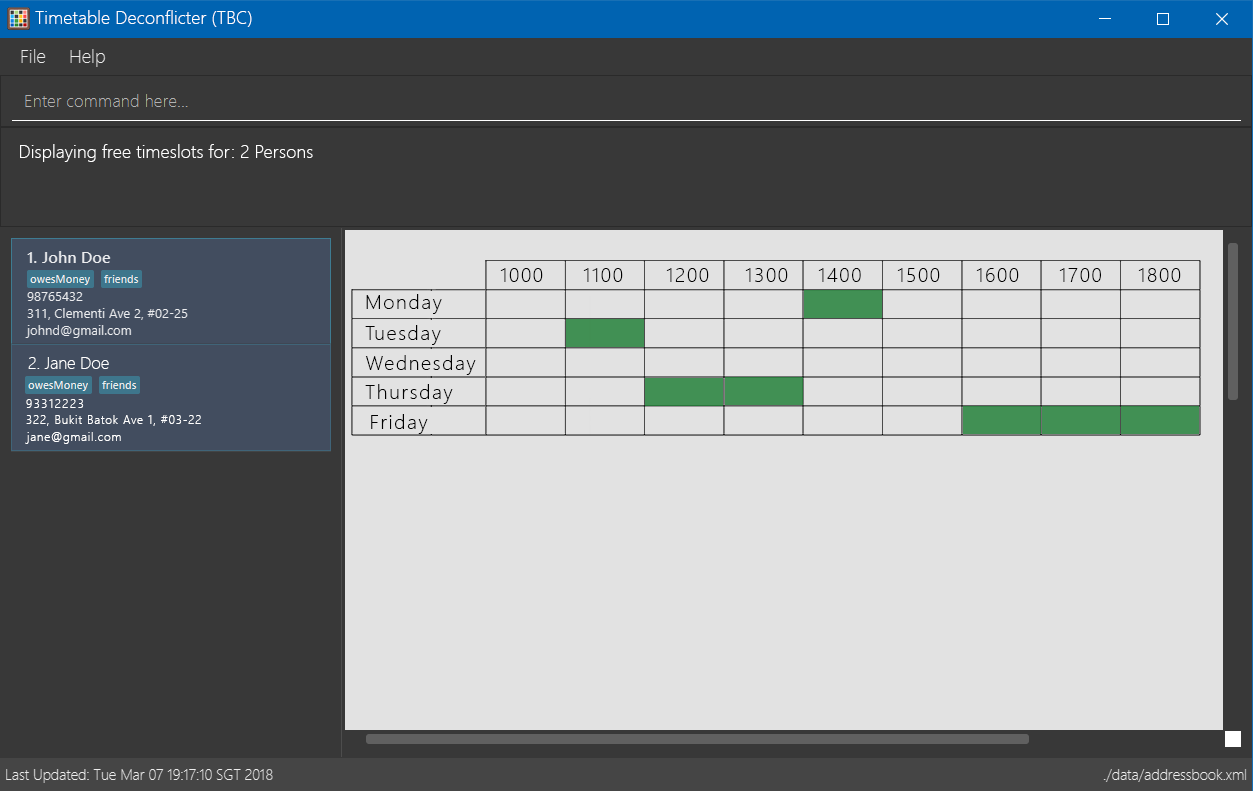 Timetable Deconflicter (TBC)
File Help
Enter command here...
Displaying free timeslots for: 2 Persons
1. John Doe
owesMoney friends
98765432
311, Clementi Ave 2, #02-25
johnd@gmail.com
2. Jane Doe
owesMoney friends
93312223
322, Bukit Batok Ave 1, #03-22
jane@gmail.com
1000 1100 1200 1300 1400 1500 1600 1700 1800
Monday
Tuesday
Wednesday
Thursday
Friday
Last Updated: Tue Mar 07 19:17:10 SGT 2018 ./data/addressbook.xml